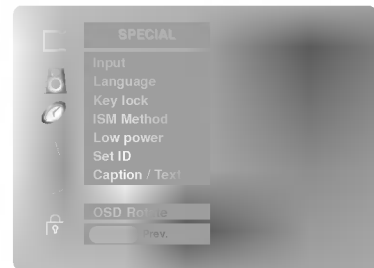 SPECIAL
Input
Language
Key lock
ISM Method
Low power
Set ID
Caption / Text
OSD Rotate
Prev.